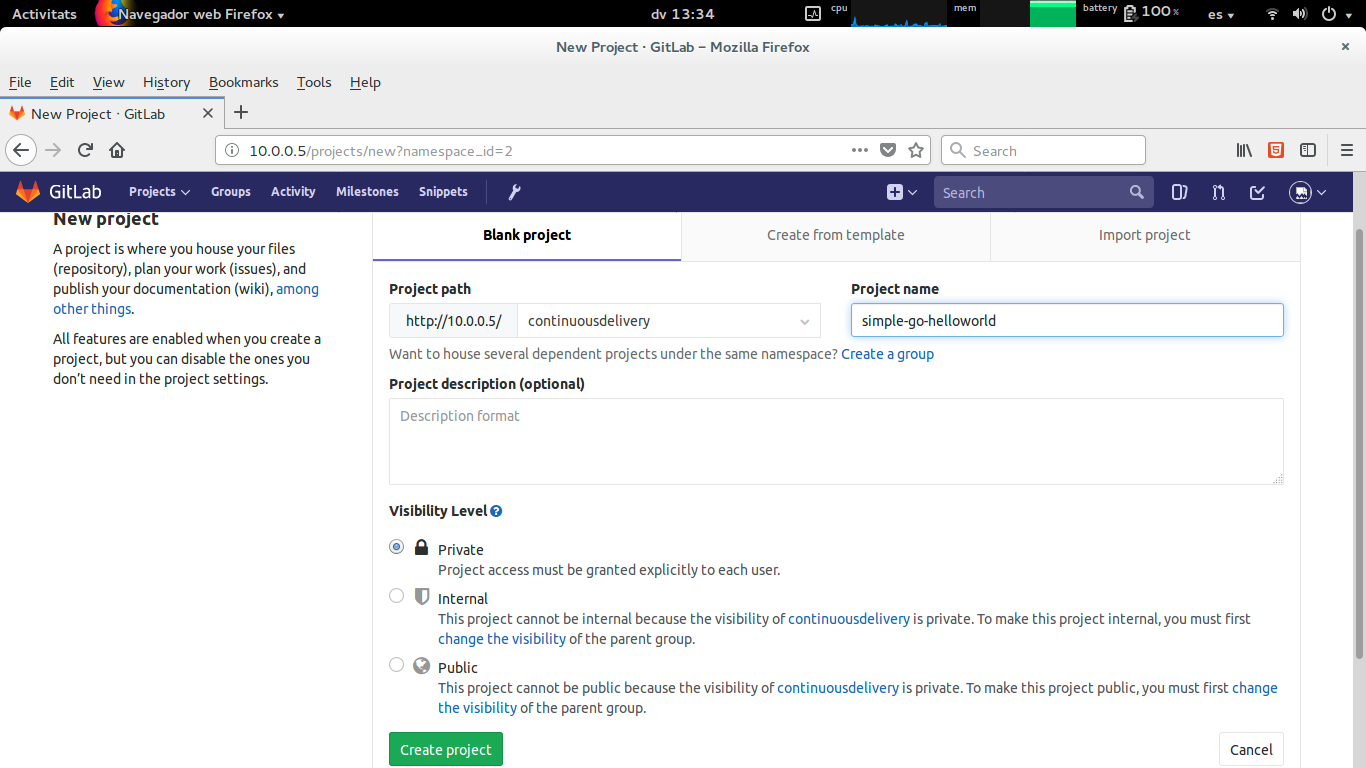 Activitats Navegador web Firefox dv 13:34 cpu mem battery 100% es
New Project · GitLab – Mozilla Firefox
File Edit View History Bookmarks Tools Help
New Project · GitLab
10.0.0.5/projects/new?namespace_id=2 Search
GitLab Projects Groups Activity Milestones Snippets Search
New project
A project is where you house your files
(repository), plan your work (issues), and
publish your documentation (wiki), among
other things.
All features are enabled when you create a
project, but you can disable the ones you
don't need in the project settings.
Blank project Create from template Import project
Project path Project name
http://10.0.0.5/ continuousdelivery simple-go-helloworld
Want to house several dependent projects under the same namespace? Create a group
Project description (optional)
Description format
Visibility Level
Private
Project access must be granted explicitly to each user.
Internal
This project cannot be internal because the visibility of continuousdelivery is private. To make this project internal, you must first
change the visibility of the parent group.
Public
This project cannot be public because the visibility of continuousdelivery is private. To make this project public, you must first change
the visibility of the parent group.
Create project Cancel